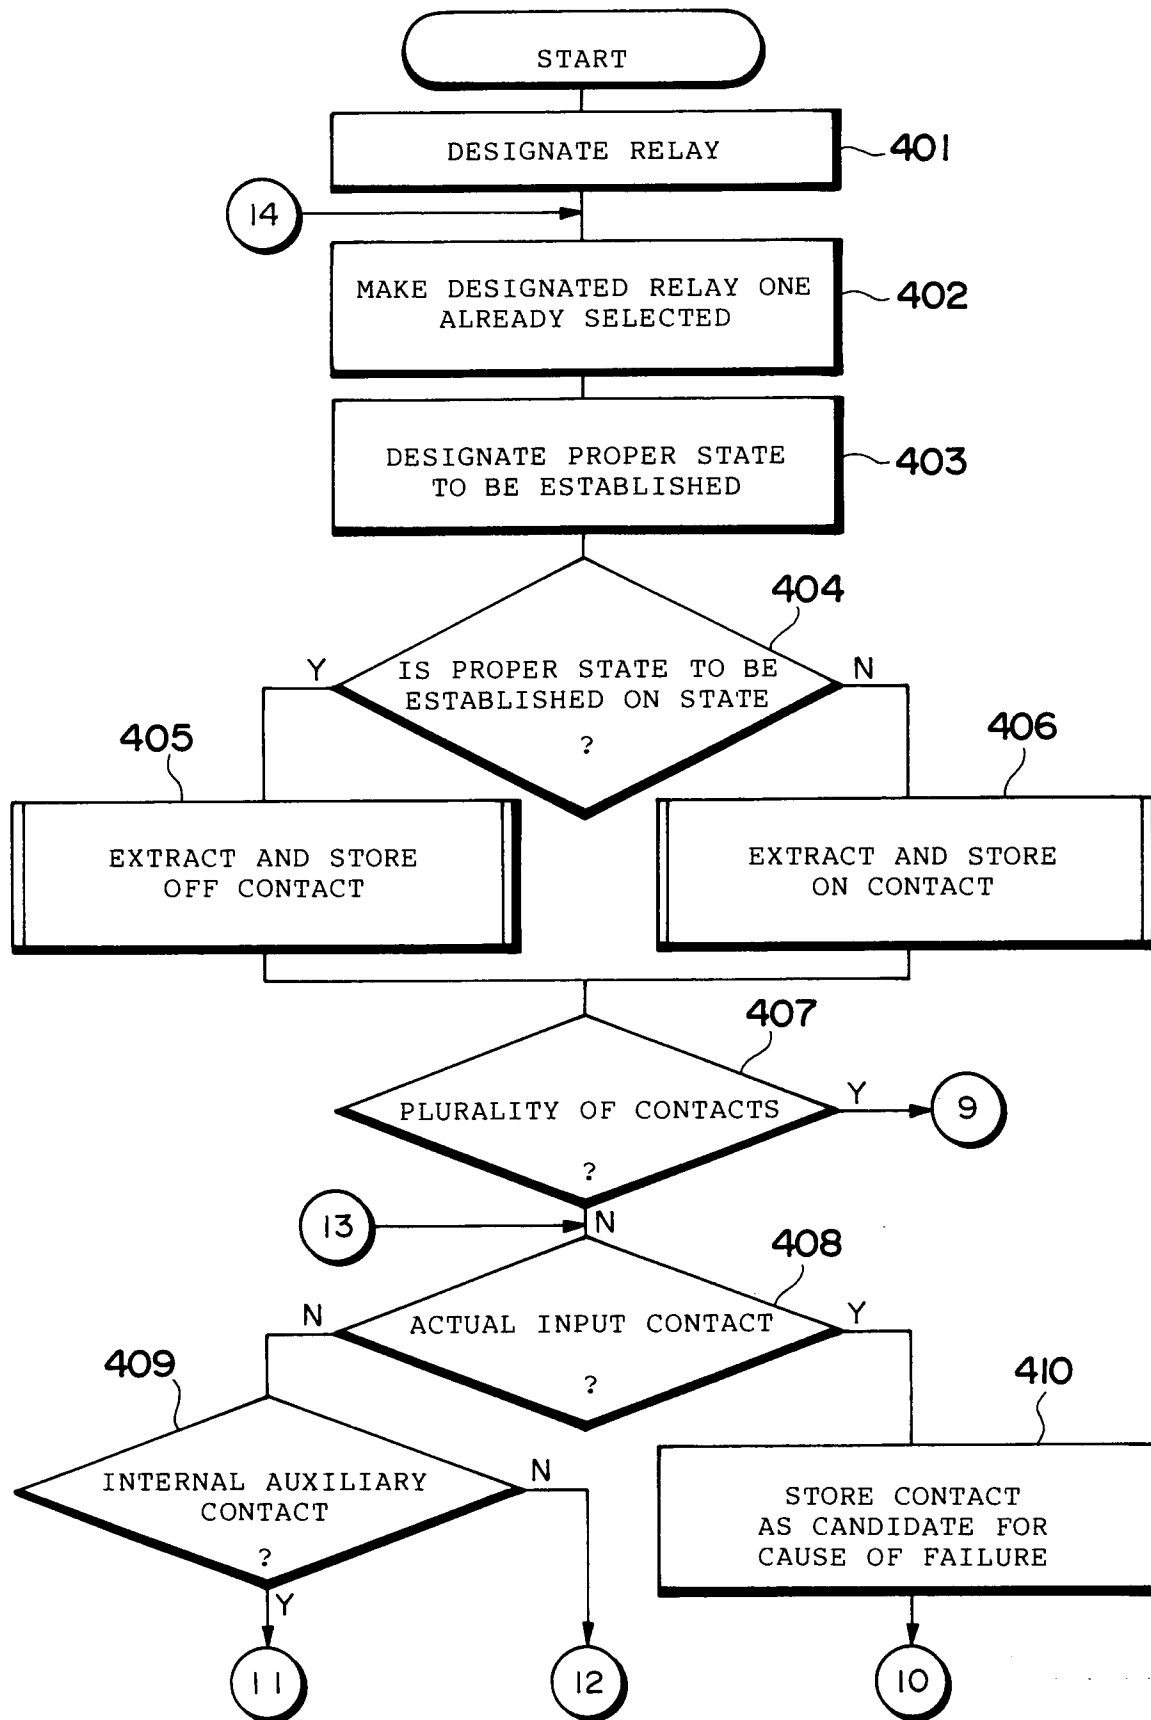 START
DESIGNATE RELAY
401
14
MAKE DESIGNATED RELAY ONE
ALREADY SELECTED
402
DESIGNATE PROPER STATE
TO BE ESTABLISHED
403
404
Y
IS PROPER STATE TO BE
ESTABLISHED ON STATE
?
N
405
406
EXTRACT AND STORE
OFF CONTACT
EXTRACT AND STORE
ON CONTACT
407
PLURALITY OF CONTACTS
?
Y
9
13
N
408
N
ACTUAL INPUT CONTACT
?
Y
409
410
INTERNAL AUXILIARY
CONTACT
?
N
Y
STORE CONTACT
AS CANDIDATE FOR
CAUSE OF FAILURE
11
12
10